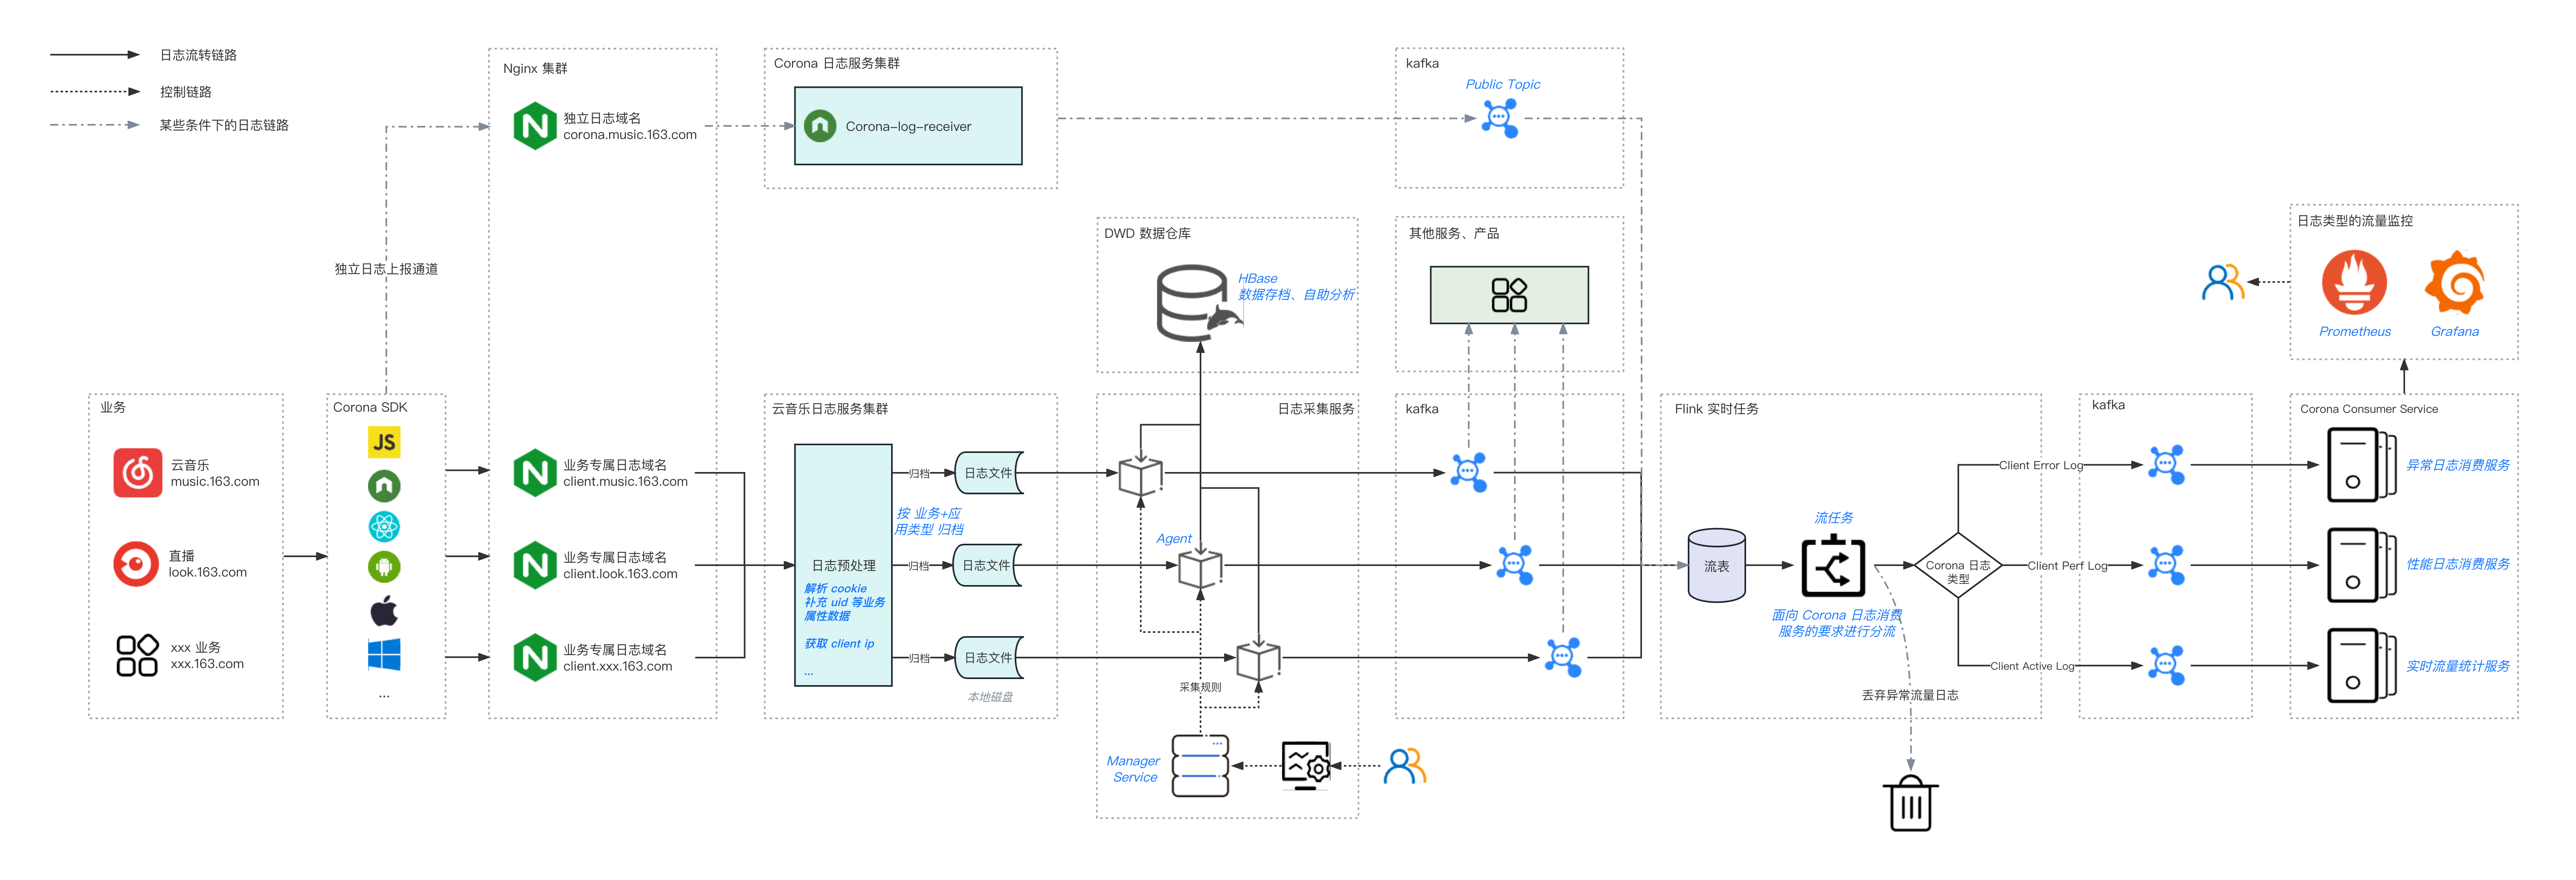 日志流转链路
控制链路
某些条件下的日志链路
Nginx 集群
独立日志域名
corona.music.163.com
Corona 日志服务集群
Corona-log-receiver
kafka
Public Topic
独立日志上报通道
DWD 数据仓库
HBase
数据存档、自助分析
其他服务、产品
日志类型的流量监控
Prometheus
Grafana
业务
云音乐
music.163.com
直播
look.163.com
xxx 业务
xxx.163.com
Corona SDK
JS
...
业务专属日志域名
client.music.163.com
业务专属日志域名
client.look.163.com
业务专属日志域名
client.xxx.163.com
云音乐日志服务集群
日志预处理
解析 cookie
补充 uid 等业务
属性数据
获取 client ip
...
归档
日志文件
按 业务+应
用类型 归档
归档
日志文件
归档
日志文件
本地磁盘
日志采集服务
Agent
采集规则
Manager
Service
kafka
Flink 实时任务
流表
流任务
面向 Corona 日志消费
服务的要求进行分流
Corona 日志
类型
丢弃异常流量日志
Client Error Log
Client Perf Log
Client Active Log
kafka
Corona Consumer Service
异常日志消费服务
性能日志消费服务
实时流量统计服务